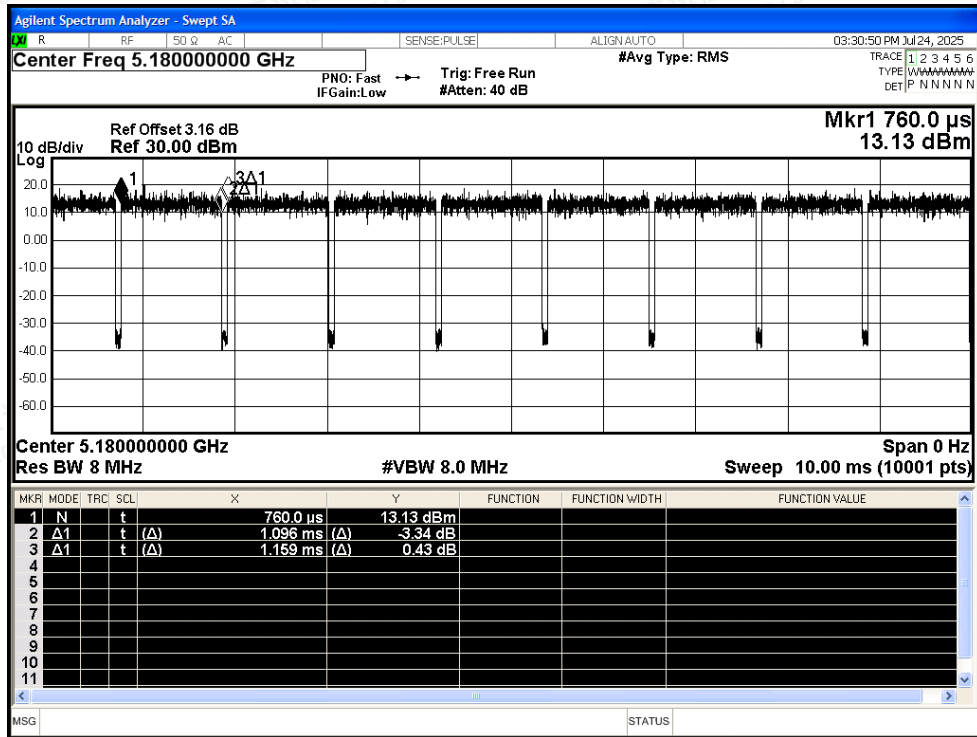 Agilent Spectrum Analyzer - Swept SA
LXI R RF 50 Ω AC SENSE:PULSE ALIGN AUTO 03:30:50 PM Jul 24, 2025
Center Freq 5.180000000 GHz
PNO: Fast
IFGain:Low
Trig: Free Run
#Atten: 40 dB
#Avg Type: RMS
TRACE 1 2 3 4 5 6
TYPE W
DET P N N N N N
Mkr1 760.0 µs
13.13 dBm
Ref Offset 3.16 dB
10 dB/div Ref 30.00 dBm
Log
1
3Δ1
2Δ1
20.0
10.0
0.00
-10.0
-20.0
-30.0
-40.0
-50.0
-60.0
Center 5.180000000 GHz Span 0 Hz
Res BW 8 MHz #VBW 8.0 MHz Sweep 10.00 ms (10001 pts)
MKR MODE TRC SCL X Y FUNCTION FUNCTION WIDTH FUNCTION VALUE
1 N t 760.0 µs 13.13 dBm
2 Δ1 t (Δ) 1.096 ms (Δ) -3.34 dB
3 Δ1 t (Δ) 1.159 ms (Δ) 0.43 dB
4
5
6
7
8
9
10
11
MSG STATUS